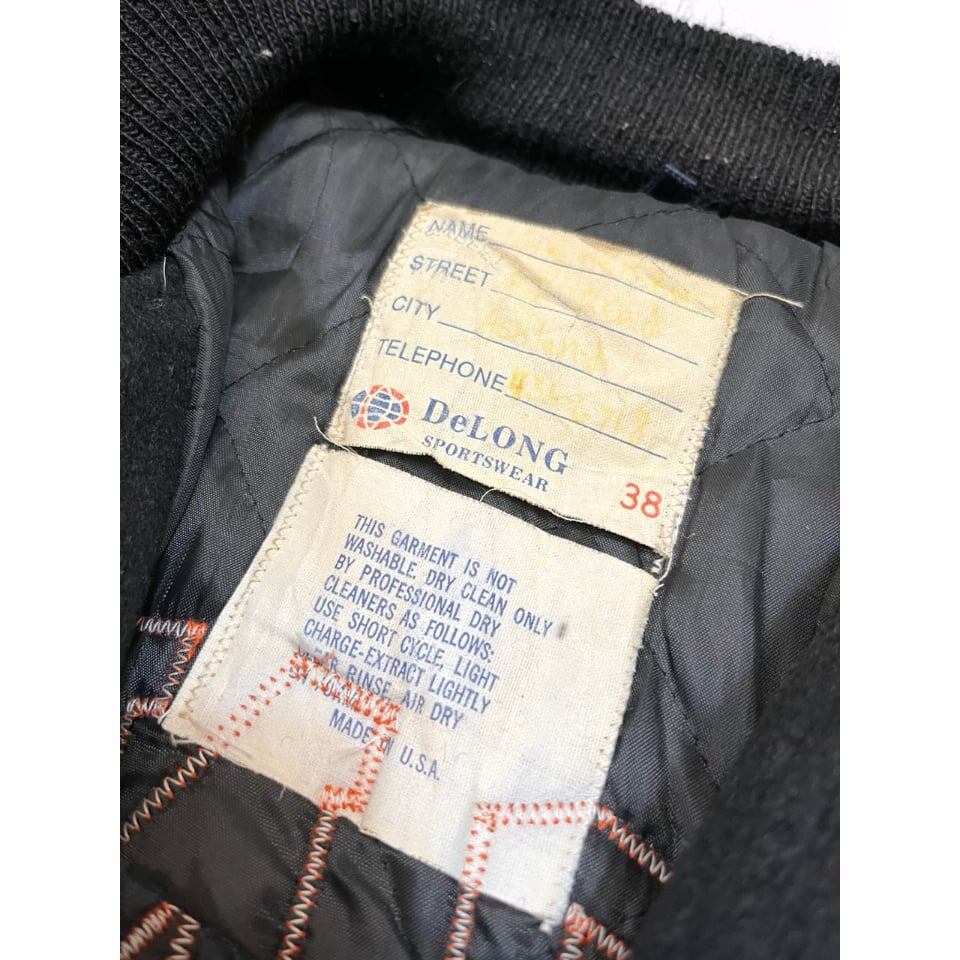 NAME
STREET
CITY
TELEPHONE
DeLONG
SPORTSWEAR
38
THIS GARMENT IS NOT
WASHABLE. DRY CLEAN ONLY
BY PROFESSIONAL DRY
CLEANERS AS FOLLOWS:
USE SHORT CYCLE, LIGHT
CHARGE-EXTRACT LIGHTLY
RINSE, AIR DRY
MADE IN U.S.A.